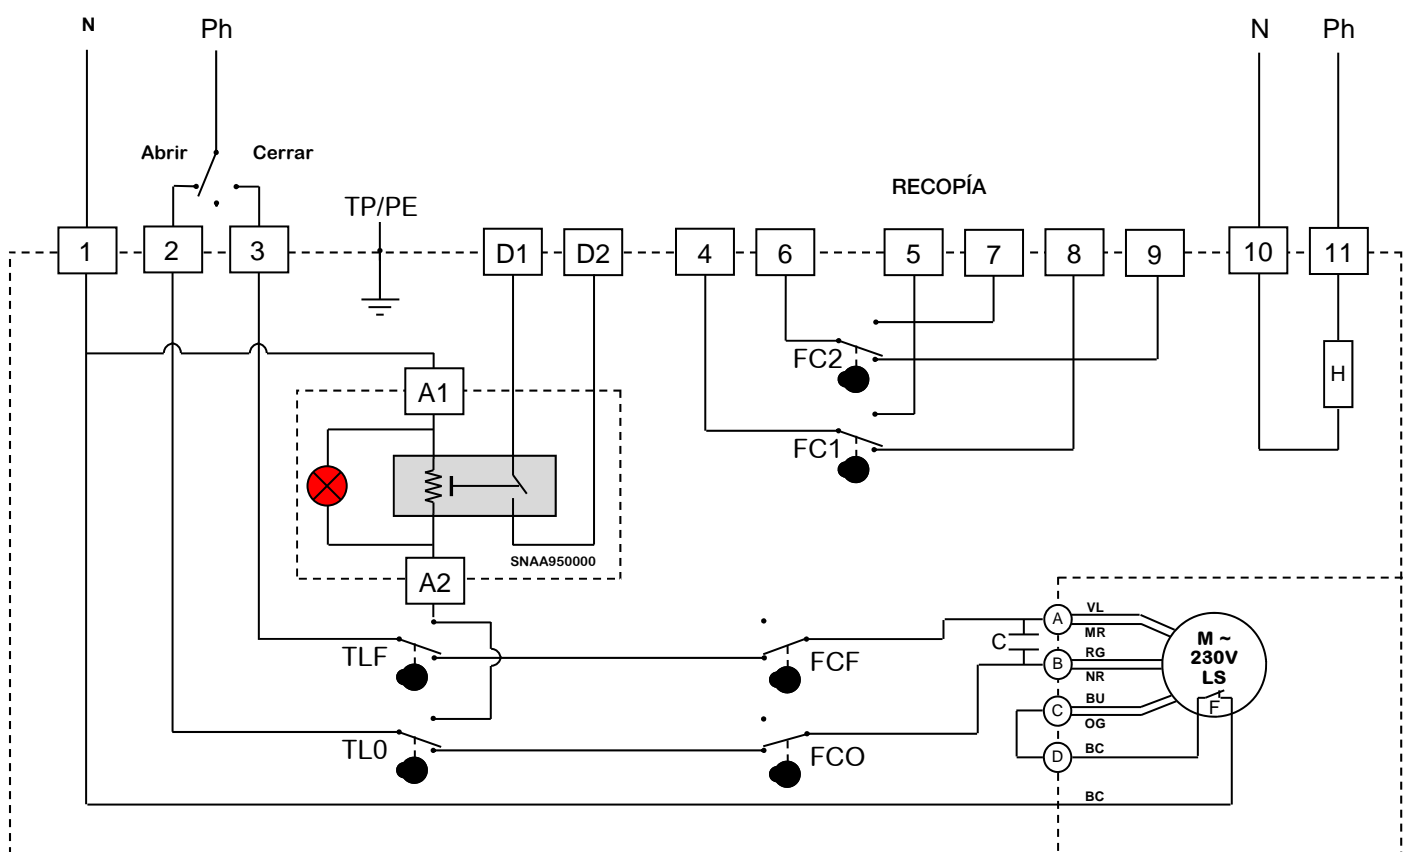 N
Ph
N
Ph
Abrir
Cerrar
RECOPÍA
TP/PE
1
2
3
D1
D2
4
6
5
7
8
9
10
11
FC2
H
A1
FC1
SNAA950000
A2
TLF
FCF
C
A
B
C
D
VL
MR
RG
NR
BU
OG
BC
BC
M ~
230V
LS
F
TL0
FCO